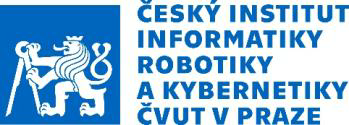 ČESKÝ INSTITUT
INFORMATIKY
ROBOTIKY
A KYBERNETIKY
ČVUT V PRAZE